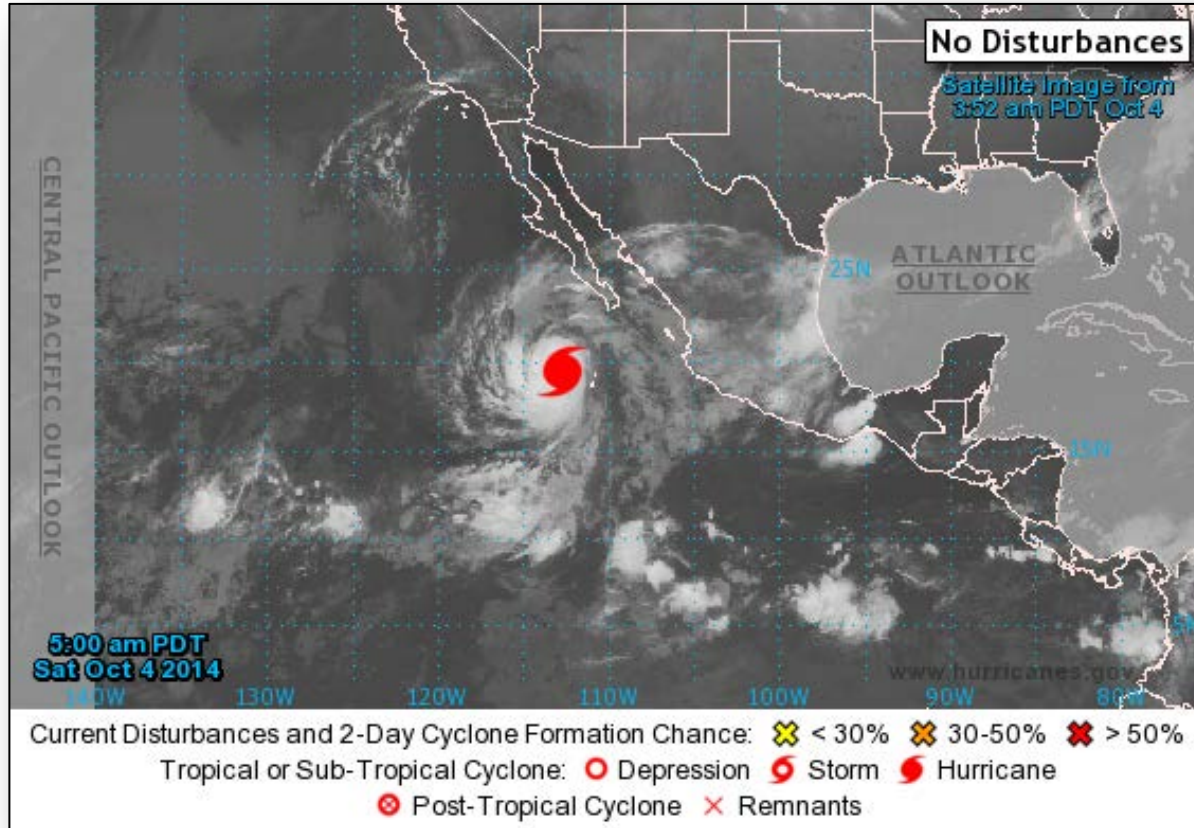 No Disturbances
Satellite Image from
3:52 am PDT Oct 4
CENTRAL PACIFIC OUTLOOK
ATLANTIC
OUTLOOK
25N
15N
5N
5:00 am PDT
Sat Oct 4 2014
www.hurricanes.gov
140W 130W 120W 110W 100W 90W 80W
Current Disturbances and 2-Day Cyclone Formation Chance: < 30% 30-50% > 50%
Tropical or Sub-Tropical Cyclone: Depression Storm Hurricane
Post-Tropical Cyclone Remnants